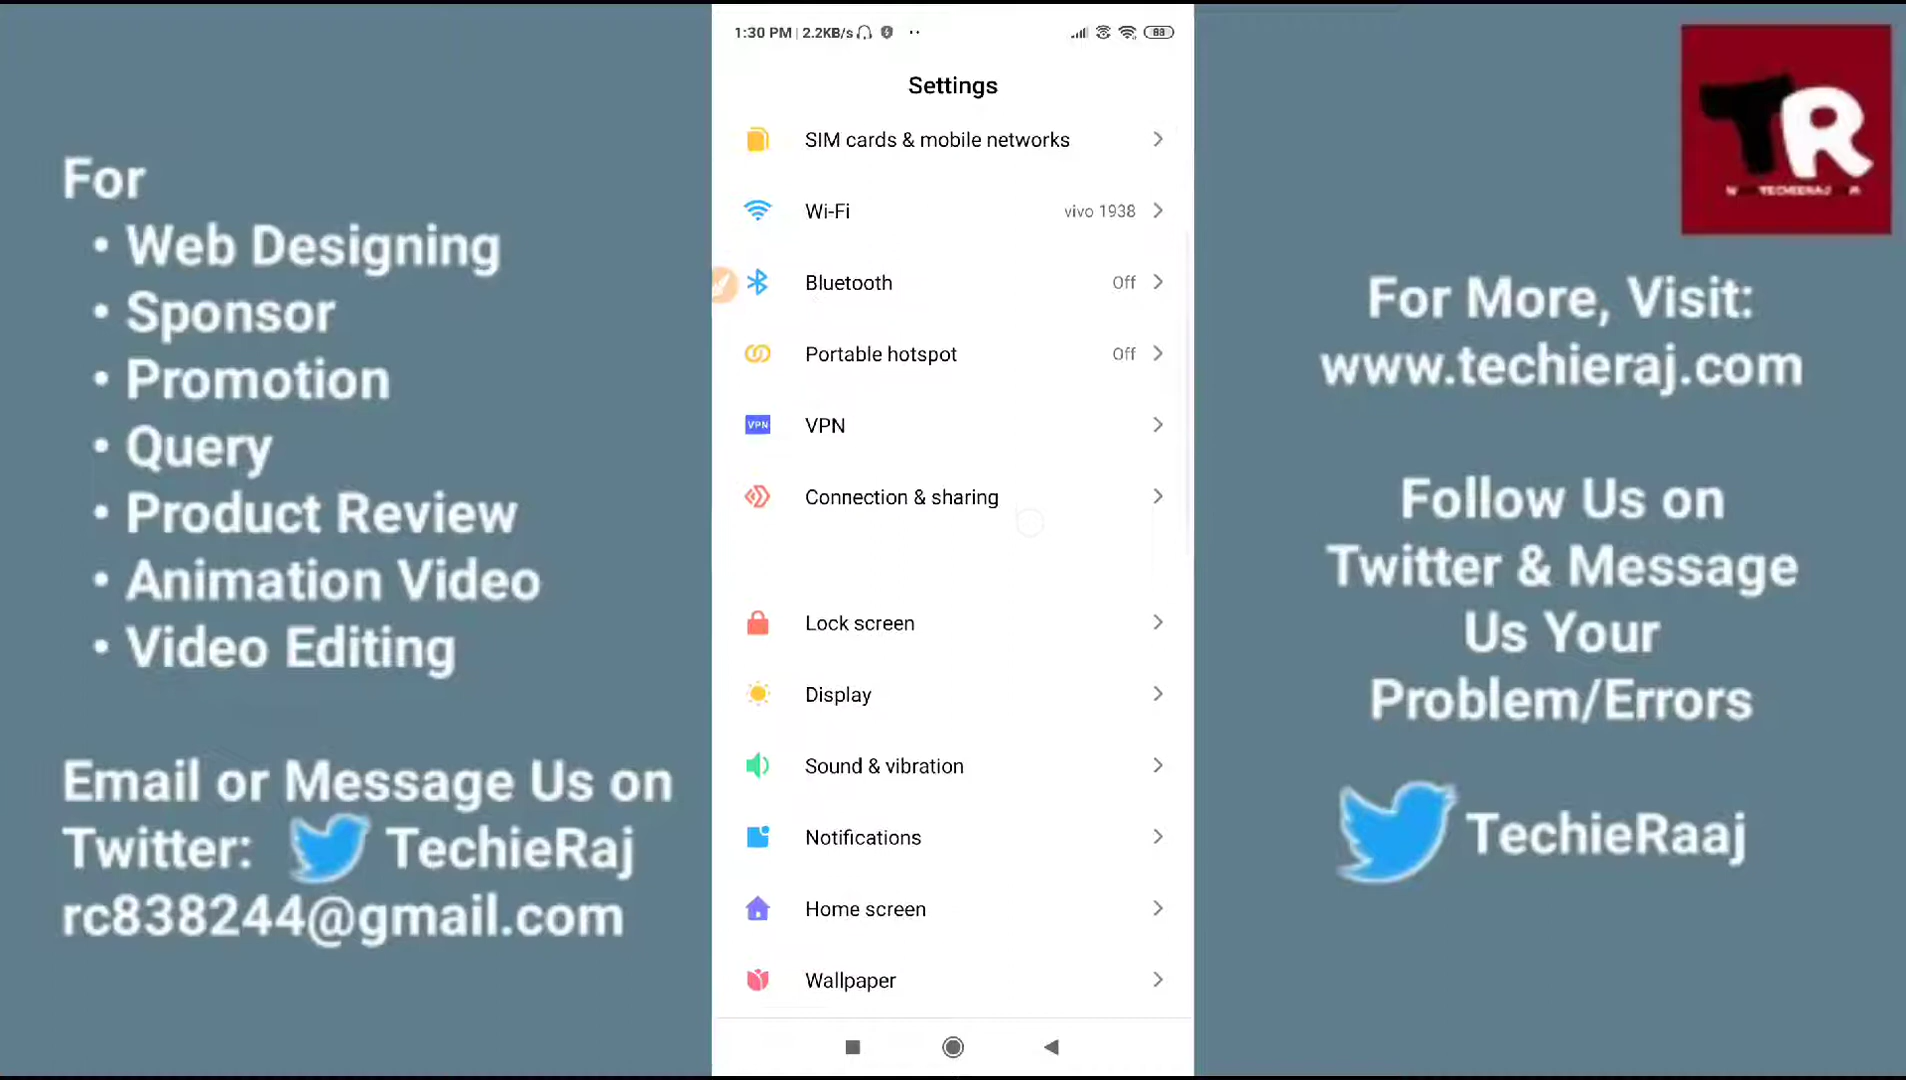 For
• Web Designing
• Sponsor
• Promotion
• Query
• Product Review
• Animation Video
• Video Editing
Email or Message Us on
Twitter: TechieRaj
rc838244@gmail.com
1:30 PM | 2.2KB/s
88
Settings
SIM cards & mobile networks
Wi-Fi vivo 1938
Bluetooth Off
Portable hotspot Off
VPN VPN
Connection & sharing
Lock screen
Display
Sound & vibration
Notifications
Home screen
Wallpaper
TR
For More, Visit:
www.techieraj.com
Follow Us on
Twitter & Message
Us Your
Problem/Errors
TechieRaaj